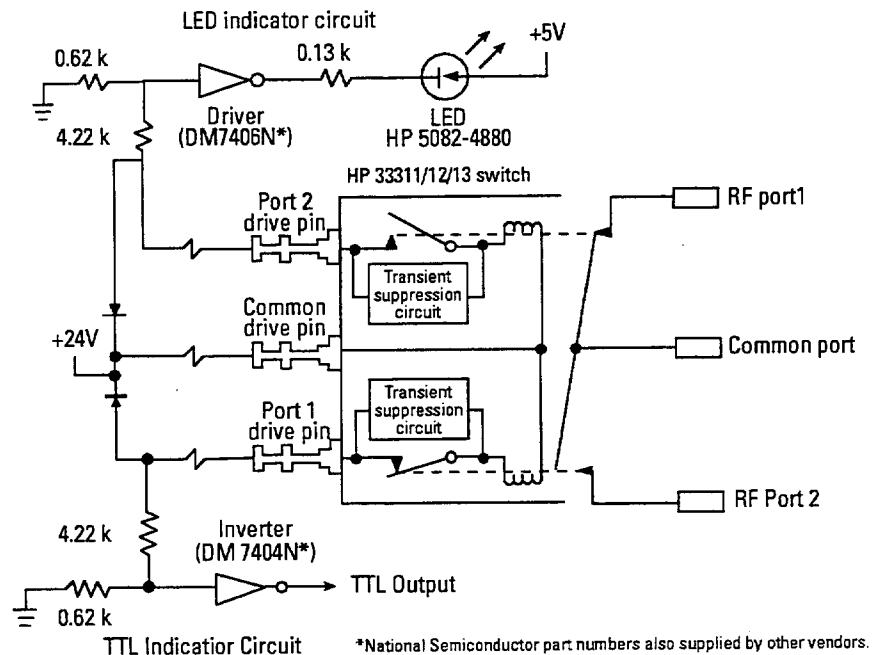 LED indicator circuit
0.62 k
0.13 k
+5V
Driver
(DM7406N*)
LED
HP 5082-4880
4.22 k
HP 33311/12/13 switch
Port 2
drive pin
RF port1
Transient
suppression
circuit
Common
drive pin
+24V
Common port
Port 1
drive pin
Transient
suppression
circuit
RF Port 2
4.22 k
Inverter
(DM 7404N*)
TTL Output
0.62 k
TTL Indicatior Circuit
*National Semiconductor part numbers also supplied by other vendors.